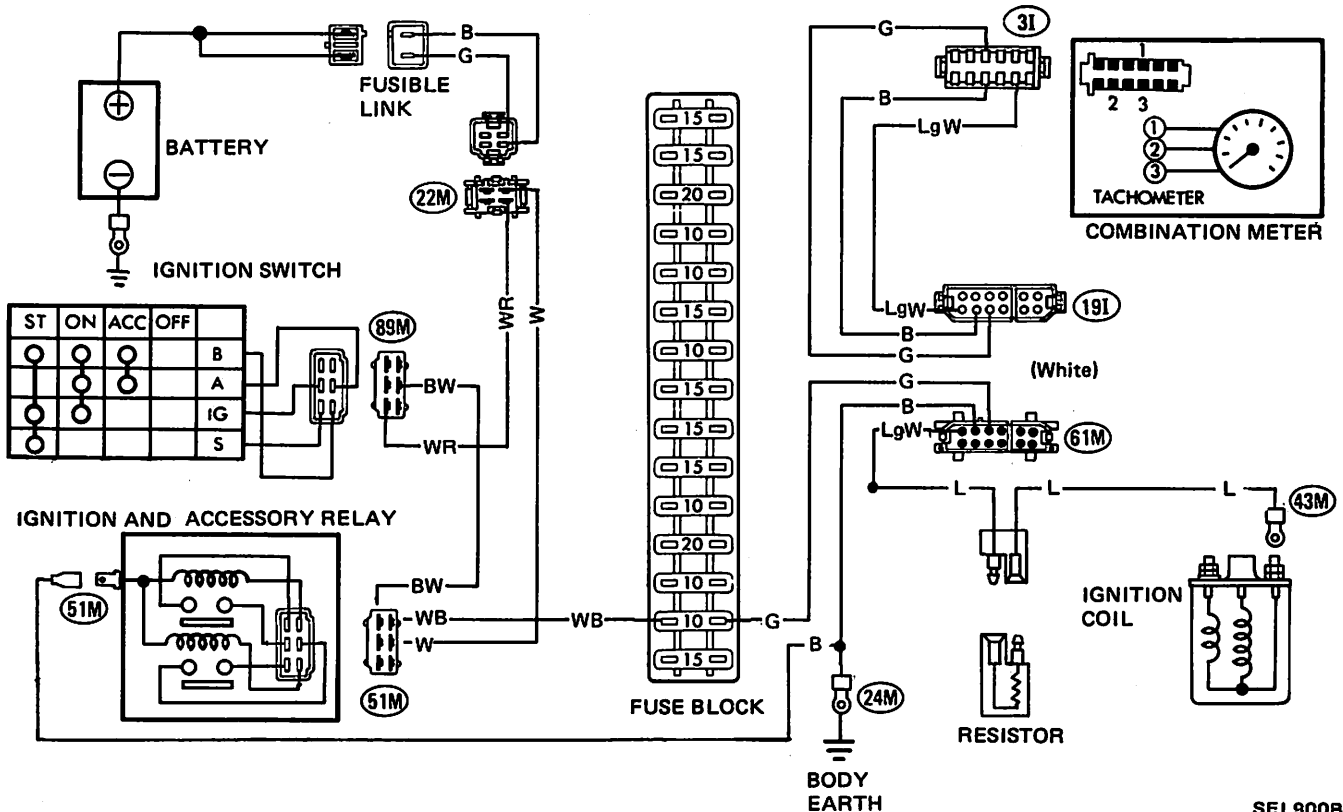 B
G
FUSIBLE
LINK
BATTERY
22M
IGNITION SWITCH
ST ON ACC OFF
B
A
IG
S
89M
BW
WR
WR
W
IGNITION AND ACCESSORY RELAY
51M
BW
WB
W
51M
WB
15
15
20
10
10
10
10
15
15
15
10
20
10
10
15
FUSE BLOCK
G
B
LgW
3I
1
2 3
1
2
3
TACHOMETER
COMBINATION METER
LgW
B
G
19I
(White)
G
B
LgW
61M
L
L
L
43M
IGNITION
COIL
G
B
24M
BODY
EARTH
RESISTOR
SEL900B